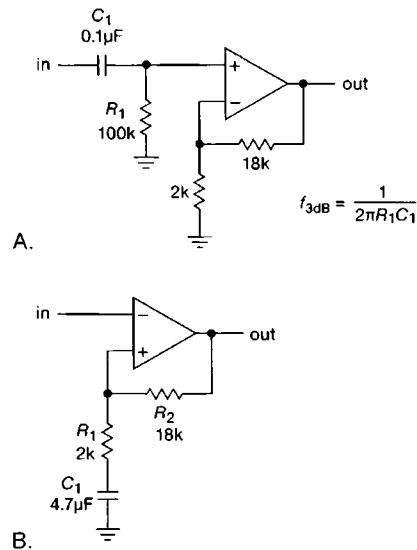 C₁
0.1µF
in
+
−
out
R₁
100k
18k
2k
f₃dB = 1 / 2πR₁C₁
A.
in
−
+
out
R₂
18k
R₁
2k
C₁
4.7µF
B.